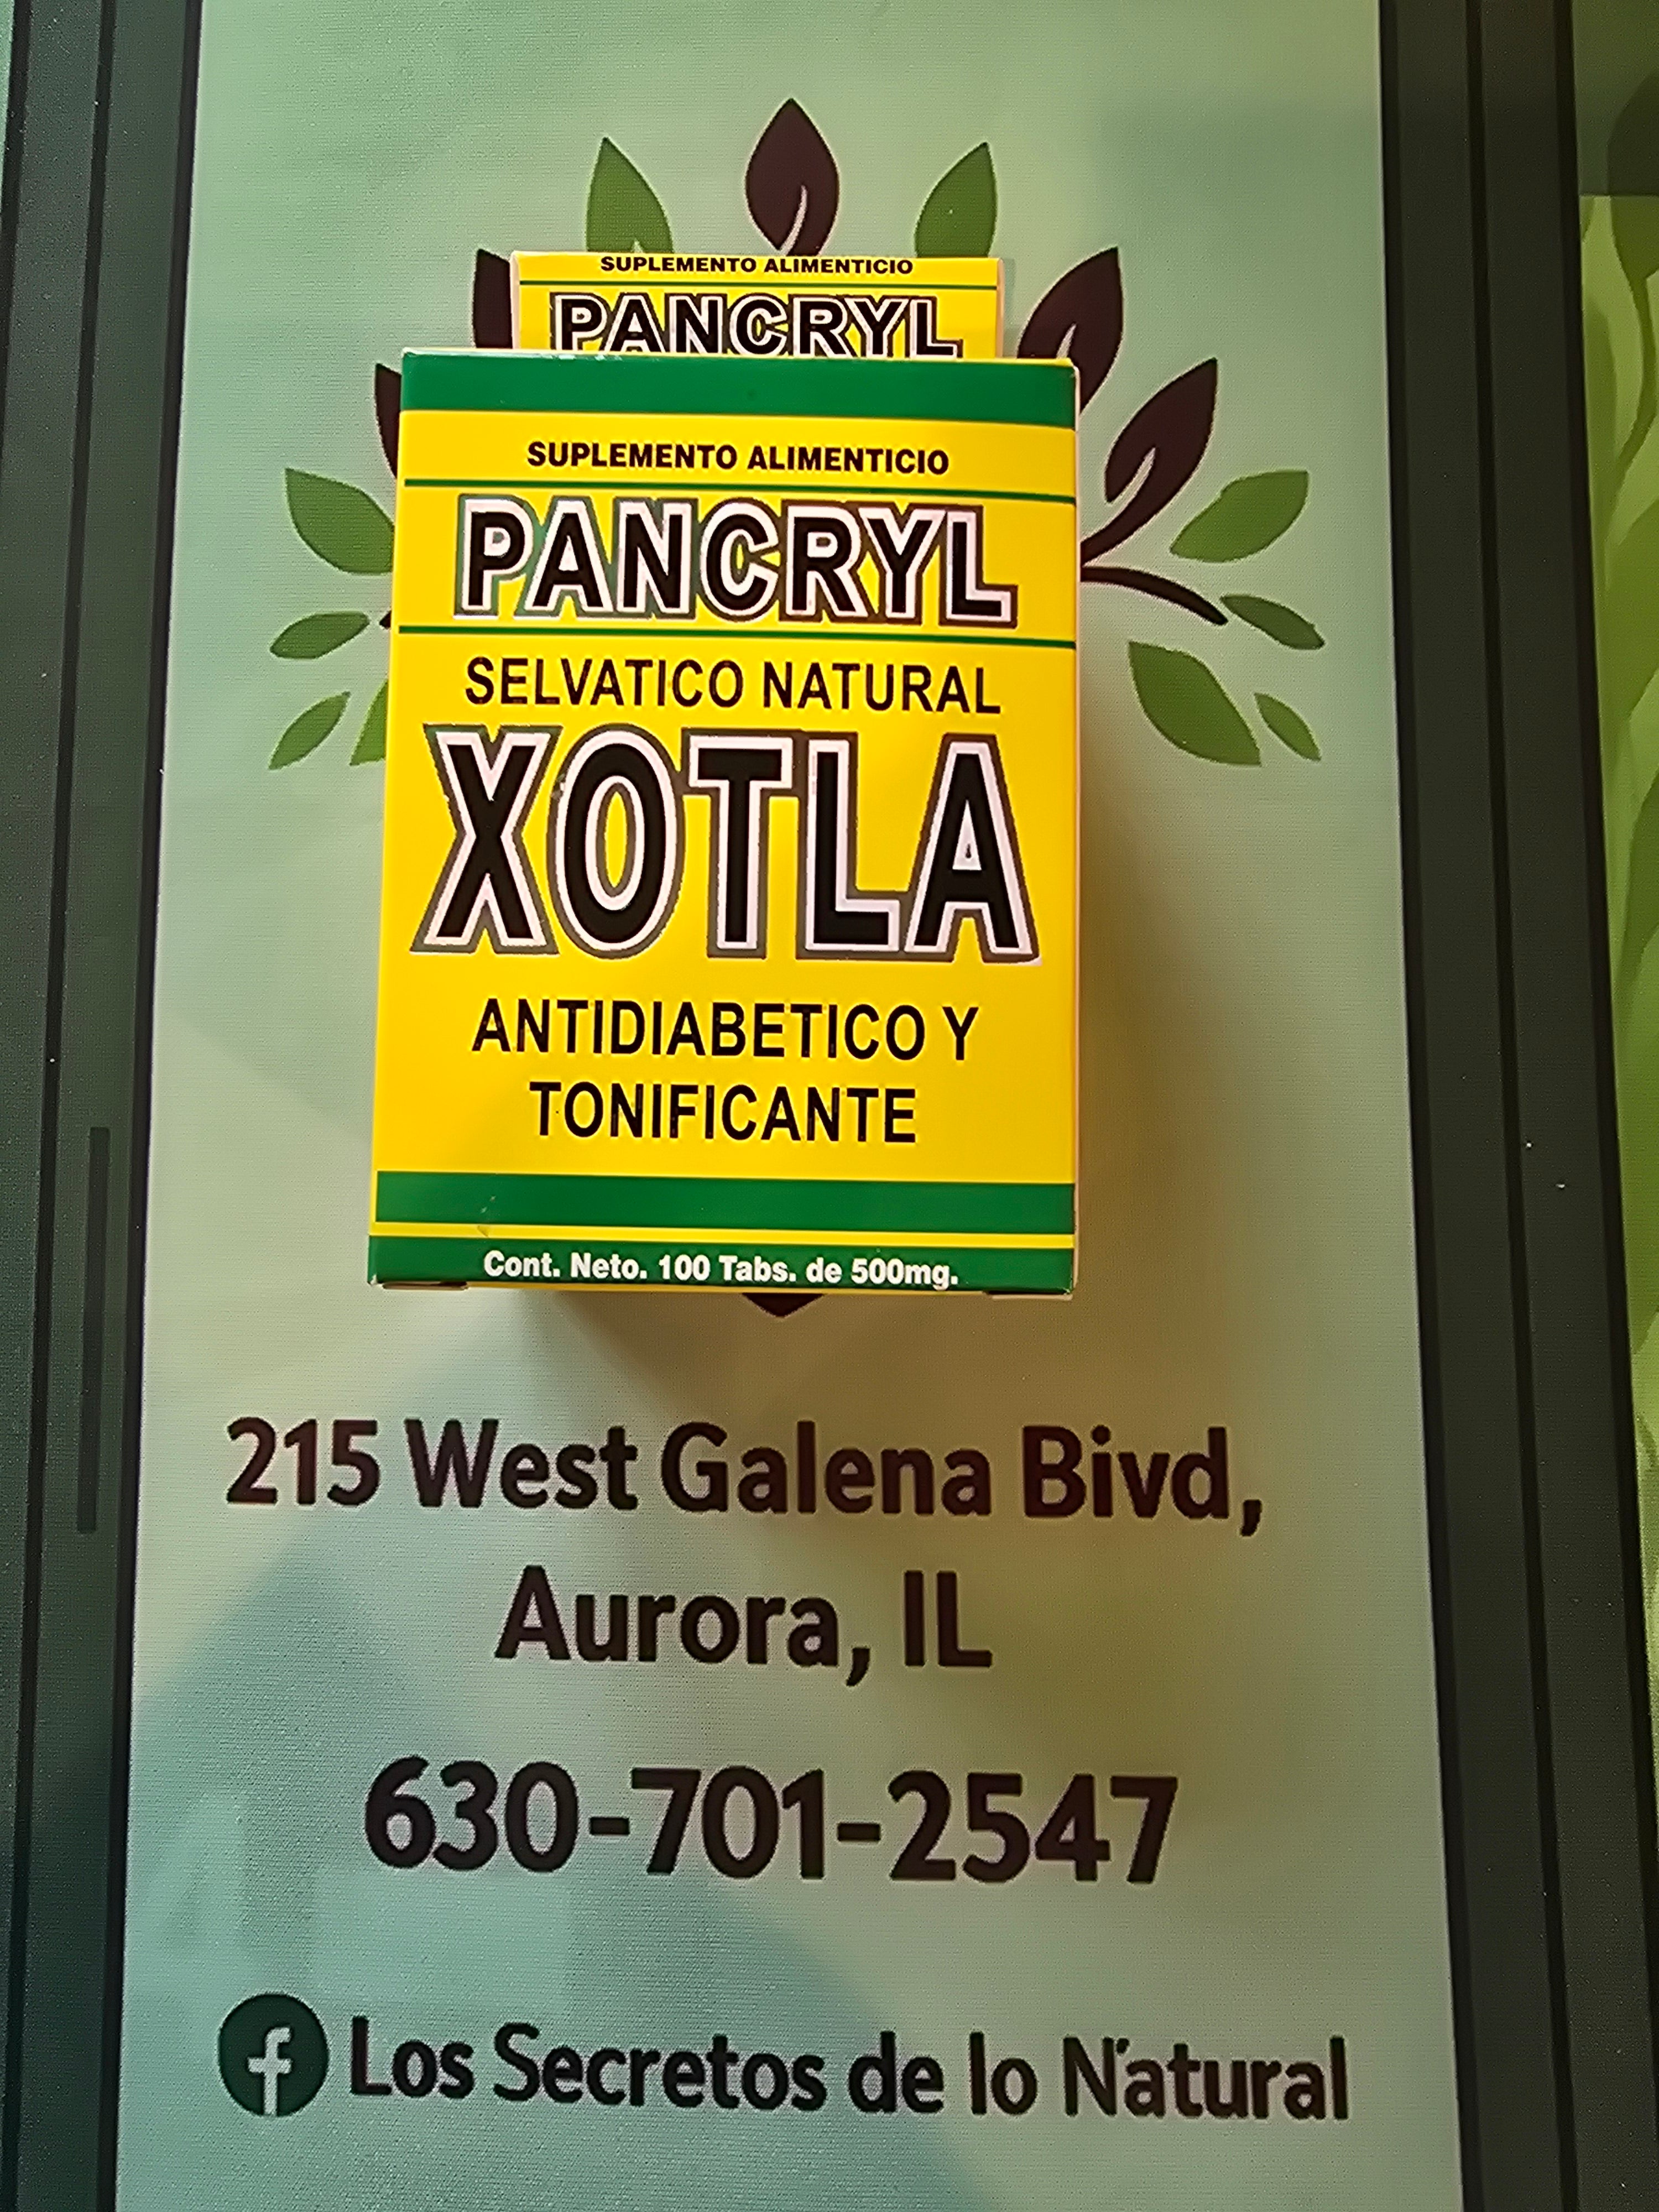 SUPLEMENTO ALIMENTICIO
PANCRYL
SUPLEMENTO ALIMENTICIO
PANCRYL
SELVATICO NATURAL
XOTLA
ANTIDIABETICO Y
TONIFICANTE
Cont. Neto. 100 Tabs. de 500mg.
215 West Galena Bivd,
Aurora, IL
630-701-2547
f Los Secretos de lo Natural